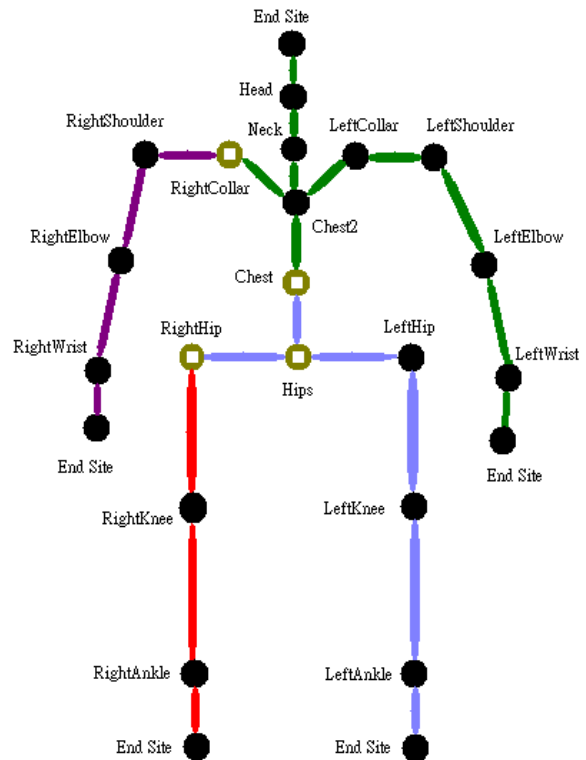 End Site
Head
RightShoulder
Neck
LeftCollar
LeftShoulder
RightCollar
Chest2
RightElbow
LeftElbow
Chest
RightHip
LeftHip
RightWrist
LeftWrist
Hips
End Site
End Site
RightKnee
LeftKnee
RightAnkle
LeftAnkle
End Site
End Site